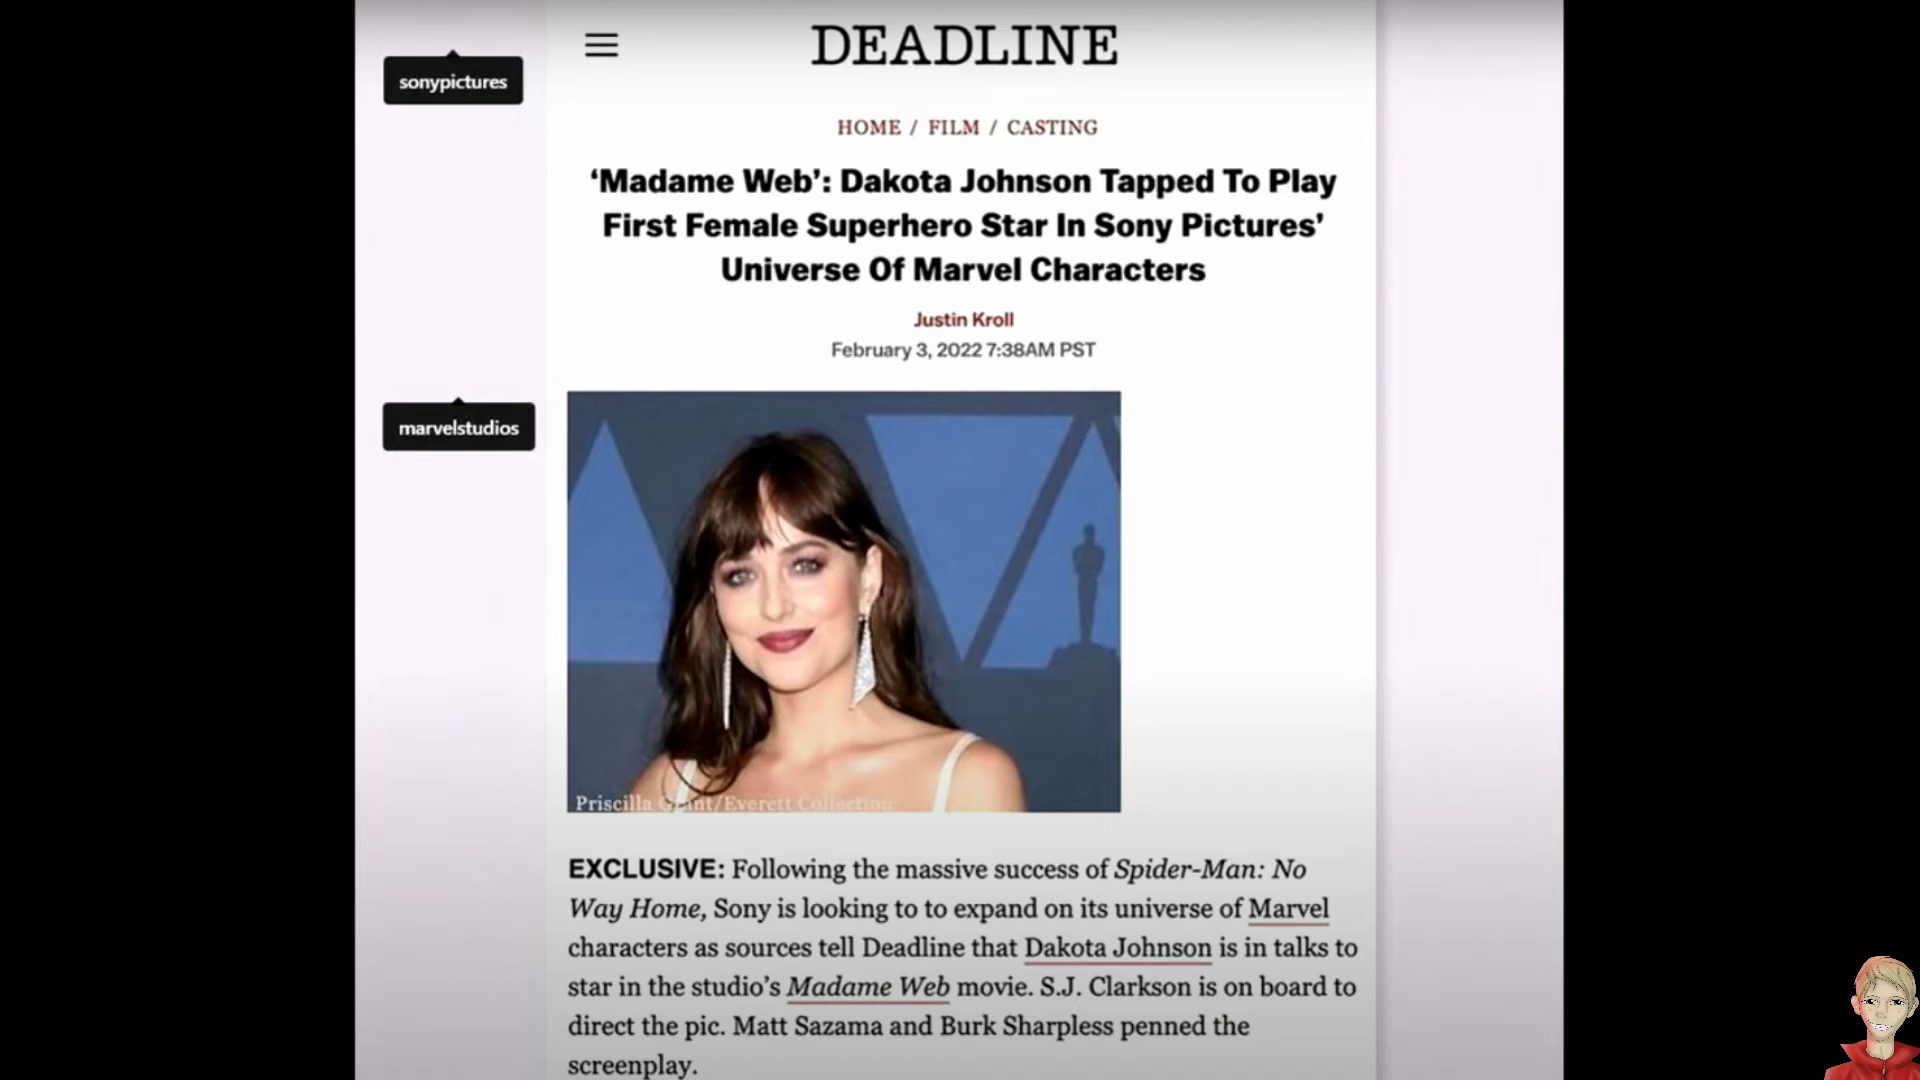 DEADLINE
sonypictures
HOME / FILM / CASTING
‘Madame Web’: Dakota Johnson Tapped To Play
First Female Superhero Star In Sony Pictures’
Universe Of Marvel Characters
Justin Kroll
February 3, 2022 7:38AM PST
marvelstudios
Priscilla Grant/Everett Collection
EXCLUSIVE: Following the massive success of Spider-Man: No
Way Home, Sony is looking to to expand on its universe of Marvel
characters as sources tell Deadline that Dakota Johnson is in talks to
star in the studio’s Madame Web movie. S.J. Clarkson is on board to
direct the pic. Matt Sazama and Burk Sharpless penned the
screenplay.